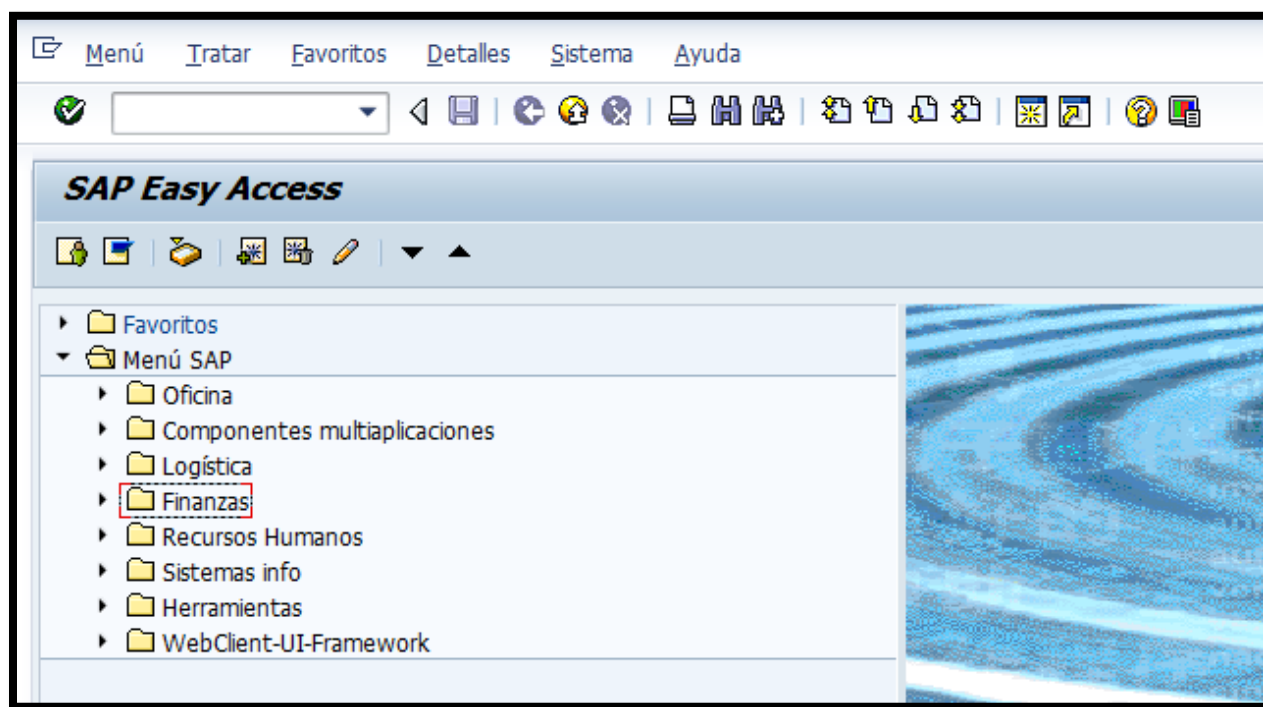 Menú Tratar Favoritos Detalles Sistema Ayuda
SAP Easy Access
Favoritos
Menú SAP
Oficina
Componentes multiaplicaciones
Logística
Finanzas
Recursos Humanos
Sistemas info
Herramientas
WebClient-UI-Framework